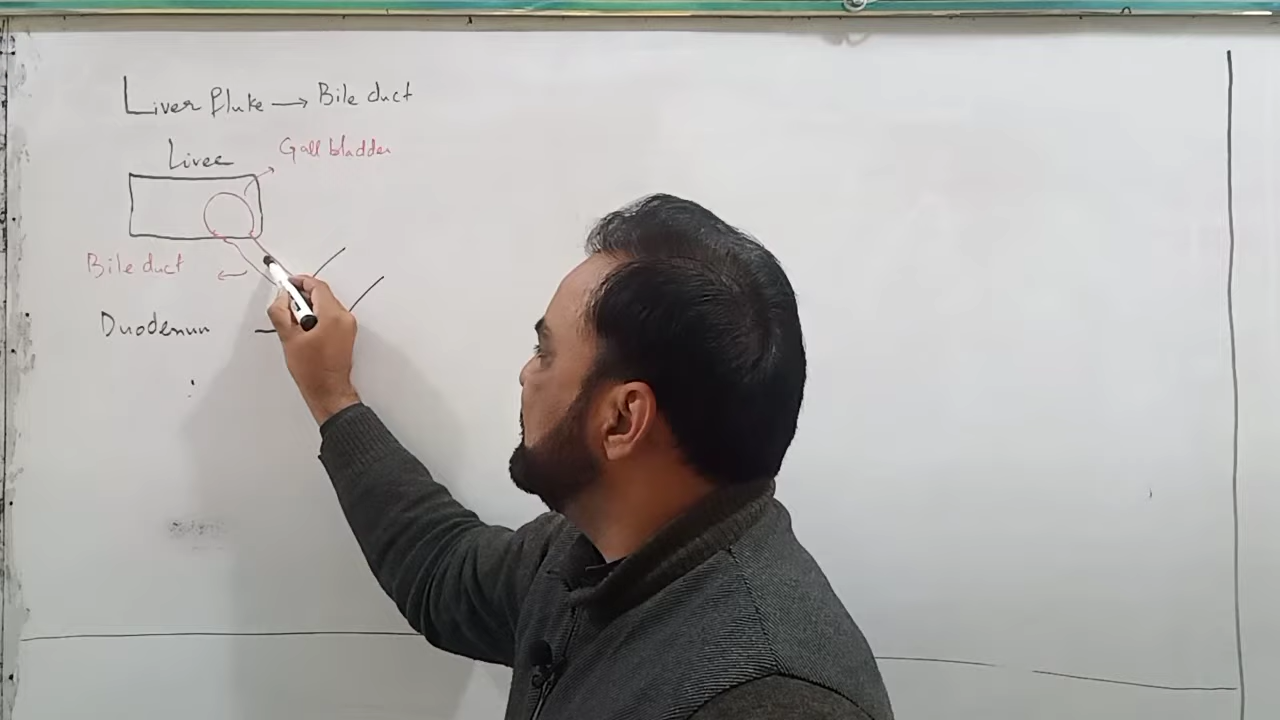 Liver fluke → Bile duct
Liver
Gall bladder
Bile duct
Duodenum